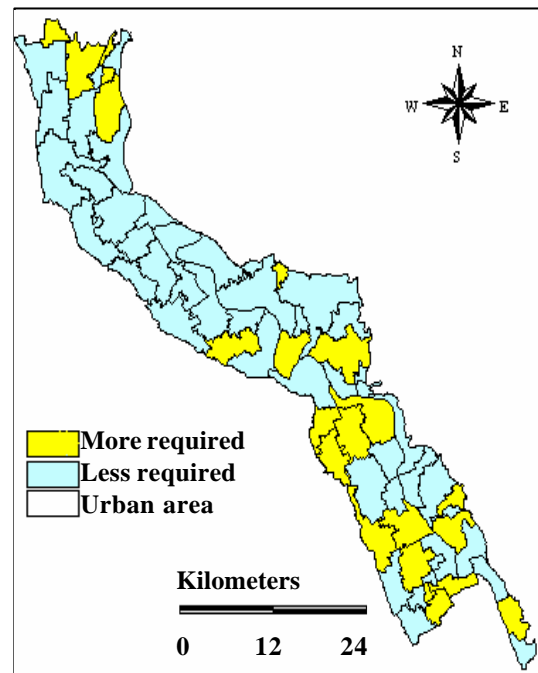 N
W E
S
More required
Less required
Urban area
Kilometers
0 12 24